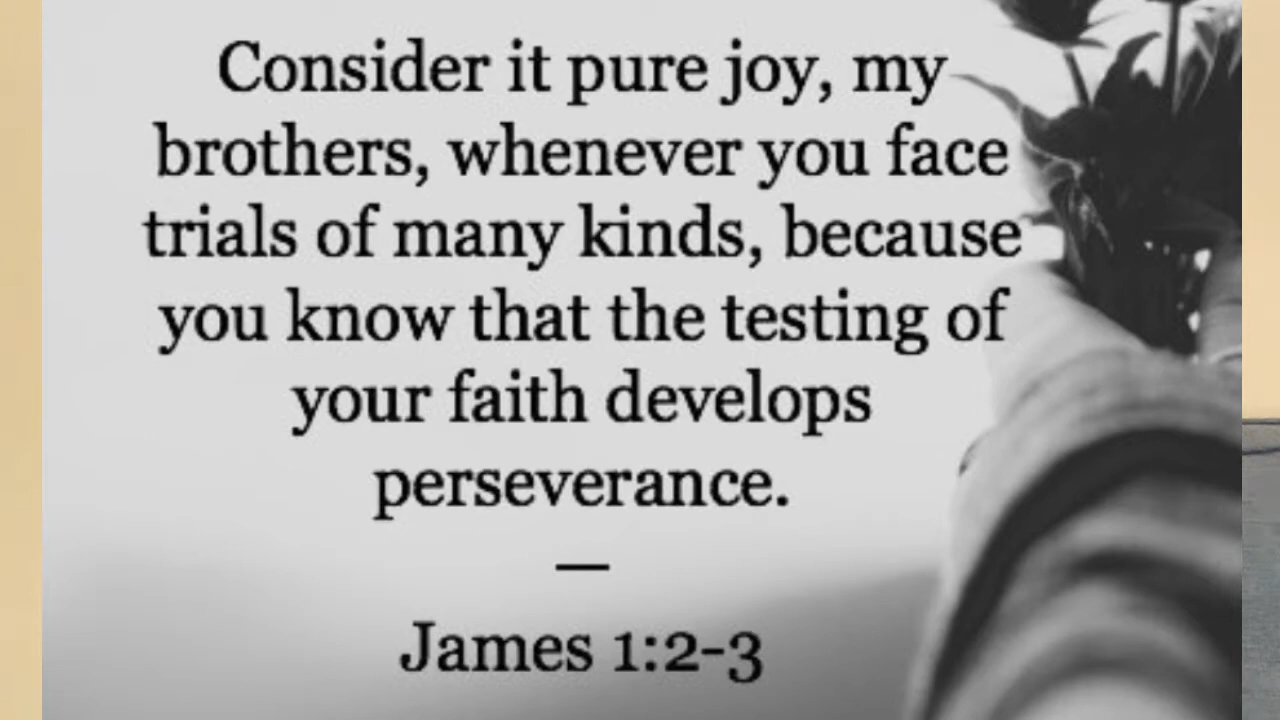 Consider it pure joy, my
brothers, whenever you face
trials of many kinds, because
you know that the testing of
your faith develops
perseverance.
—
James 1:2-3